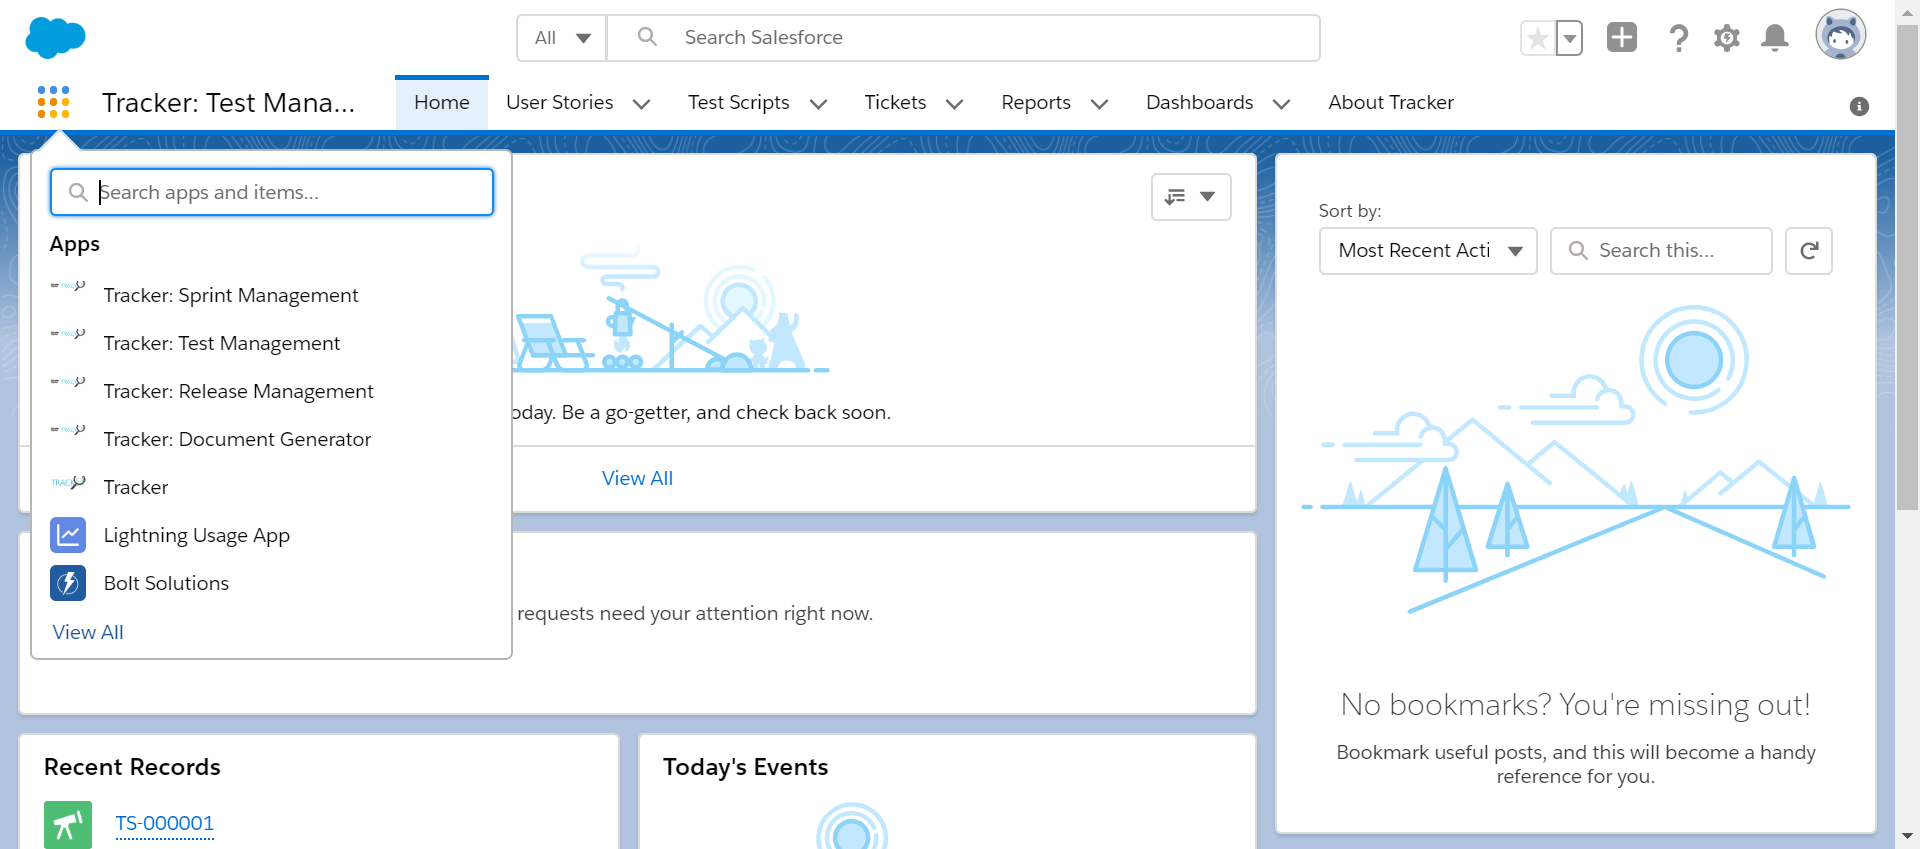 All
Search Salesforce
Tracker: Test Mana...
Home
User Stories
Test Scripts
Tickets
Reports
Dashboards
About Tracker
Search apps and items...
Apps
Tracker: Sprint Management
Tracker: Test Management
Tracker: Release Management
Tracker: Document Generator
Tracker
Lightning Usage App
Bolt Solutions
View All
oday. Be a go-getter, and check back soon.
View All
requests need your attention right now.
Recent Records
TS-000001
Today's Events
Sort by:
Most Recent Acti
Search this...
No bookmarks? You're missing out!
Bookmark useful posts, and this will become a handy
reference for you.